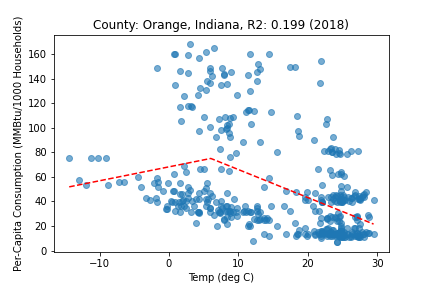 County: Orange, Indiana, R2: 0.199 (2018)
Per-Capita Consumption (MMBtu/1000 Households)
160
140
120
100
80
60
40
20
0
−10 0 10 20 30
Temp (deg C)